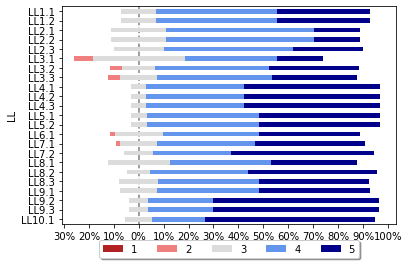 LL1.1
LL1.2
LL2.1
LL2.2
LL2.3
LL3.1
LL3.2
LL3.3
LL4.1
LL4.2
LL4.3
LL5.1
LL5.2
LL6.1
LL7.1
LL7.2
LL8.1
LL8.2
LL8.3
LL9.1
LL9.2
LL9.3
LL10.1
LL
30% 20% 10% 0% 10% 20% 30% 40% 50% 60% 70% 80% 90% 100%
1 2 3 4 5